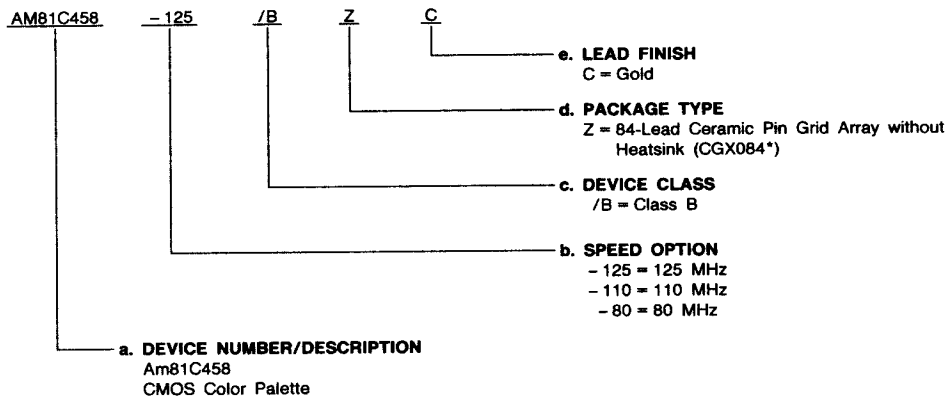 AM81C458 -125 /B Z C
e. LEAD FINISH
C = Gold
d. PACKAGE TYPE
Z = 84-Lead Ceramic Pin Grid Array without
Heatsink (CGX084*)
c. DEVICE CLASS
/B = Class B
b. SPEED OPTION
-125 = 125 MHz
-110 = 110 MHz
-80 = 80 MHz
a. DEVICE NUMBER/DESCRIPTION
Am81C458
CMOS Color Palette